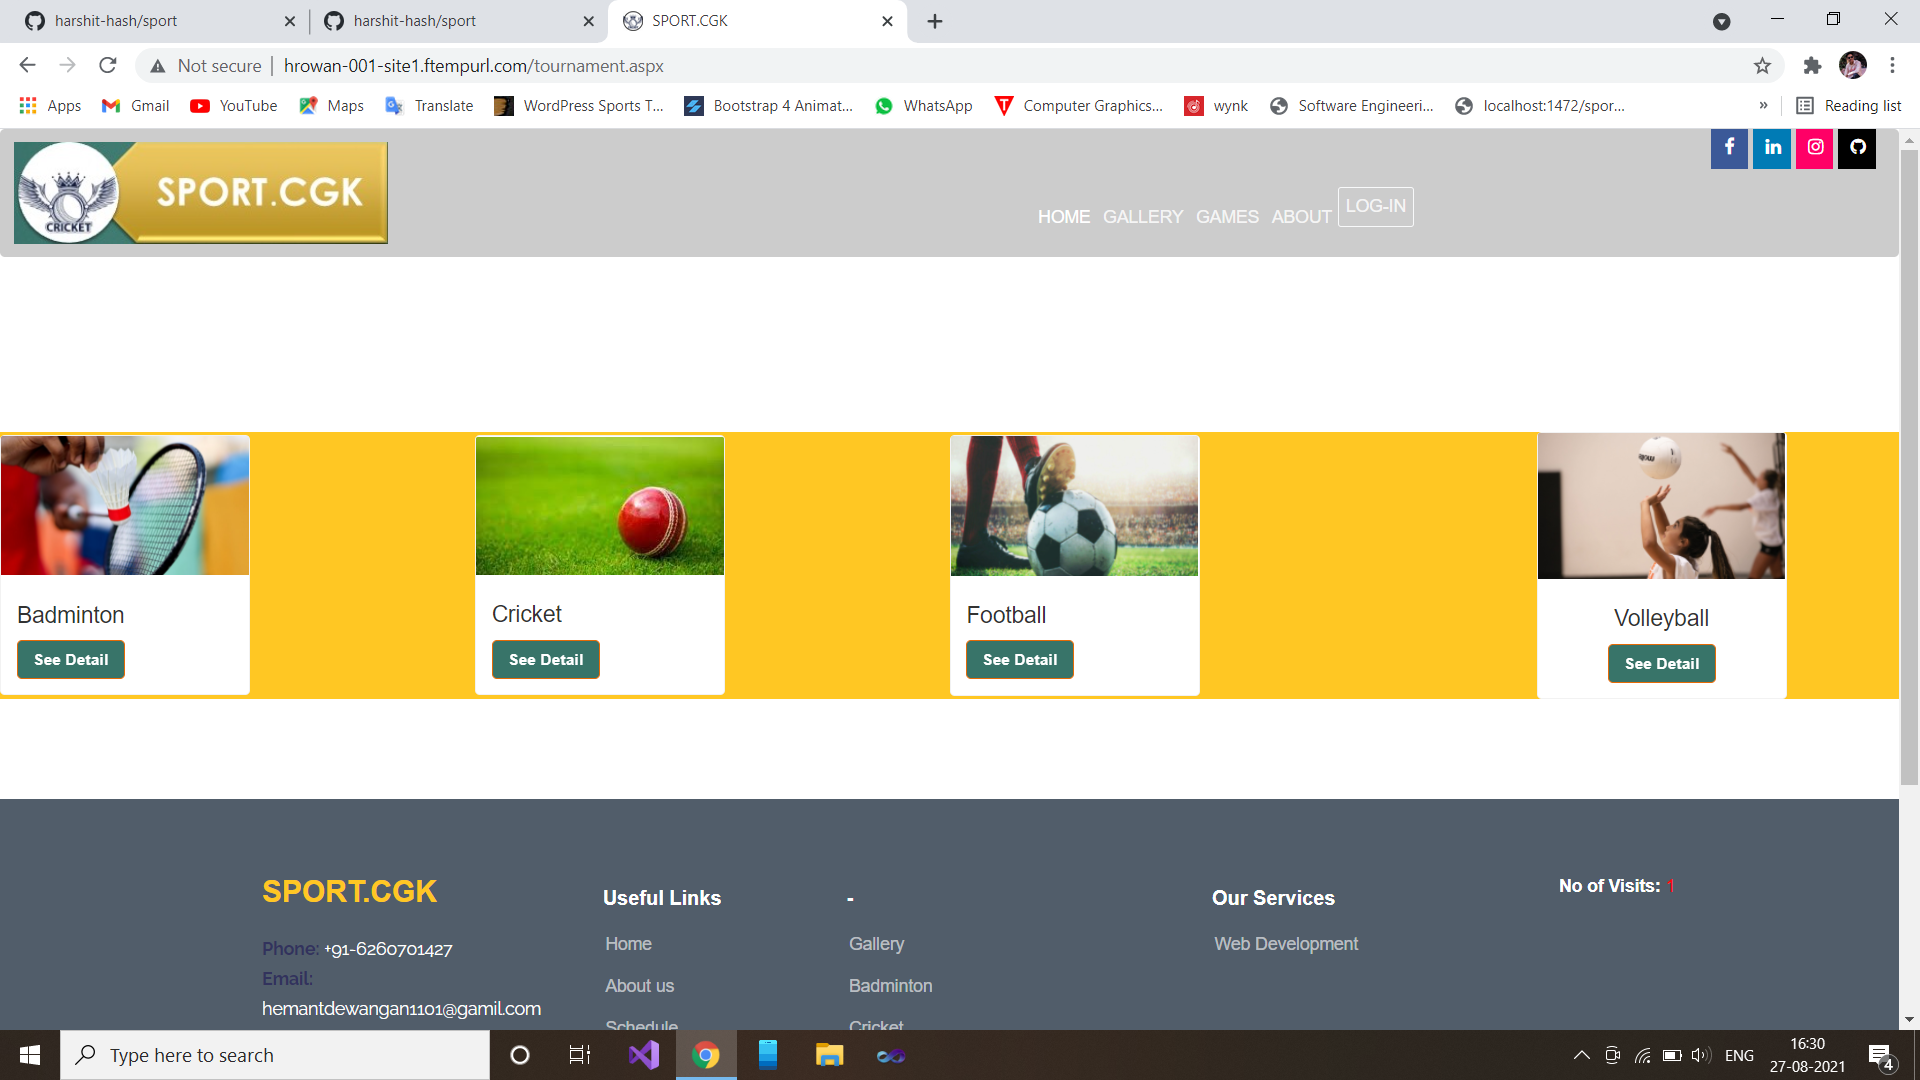 harshit-hash/sport
harshit-hash/sport
SPORT.CGK
Not secure | hrowan-001-site1.ftempurl.com/tournament.aspx
Apps
Gmail
YouTube
Maps
Translate
WordPress Sports T...
Bootstrap 4 Animat...
WhatsApp
Computer Graphics...
wynk
Software Engineeri...
localhost:1472/spor...
»
Reading list
CRICKET
SPORT.CGK
HOME
GALLERY
GAMES
ABOUT
LOG-IN
Badminton
See Detail
Cricket
See Detail
Football
See Detail
Volleyball
See Detail
SPORT.CGK
Phone: +91-6260701427
Email:
hemantdewangan1101@gamil.com
Useful Links
Home
About us
Schedule
-
Gallery
Badminton
Cricket
Our Services
Web Development
No of Visits: 1
Type here to search
ENG
16:30
27-08-2021
4